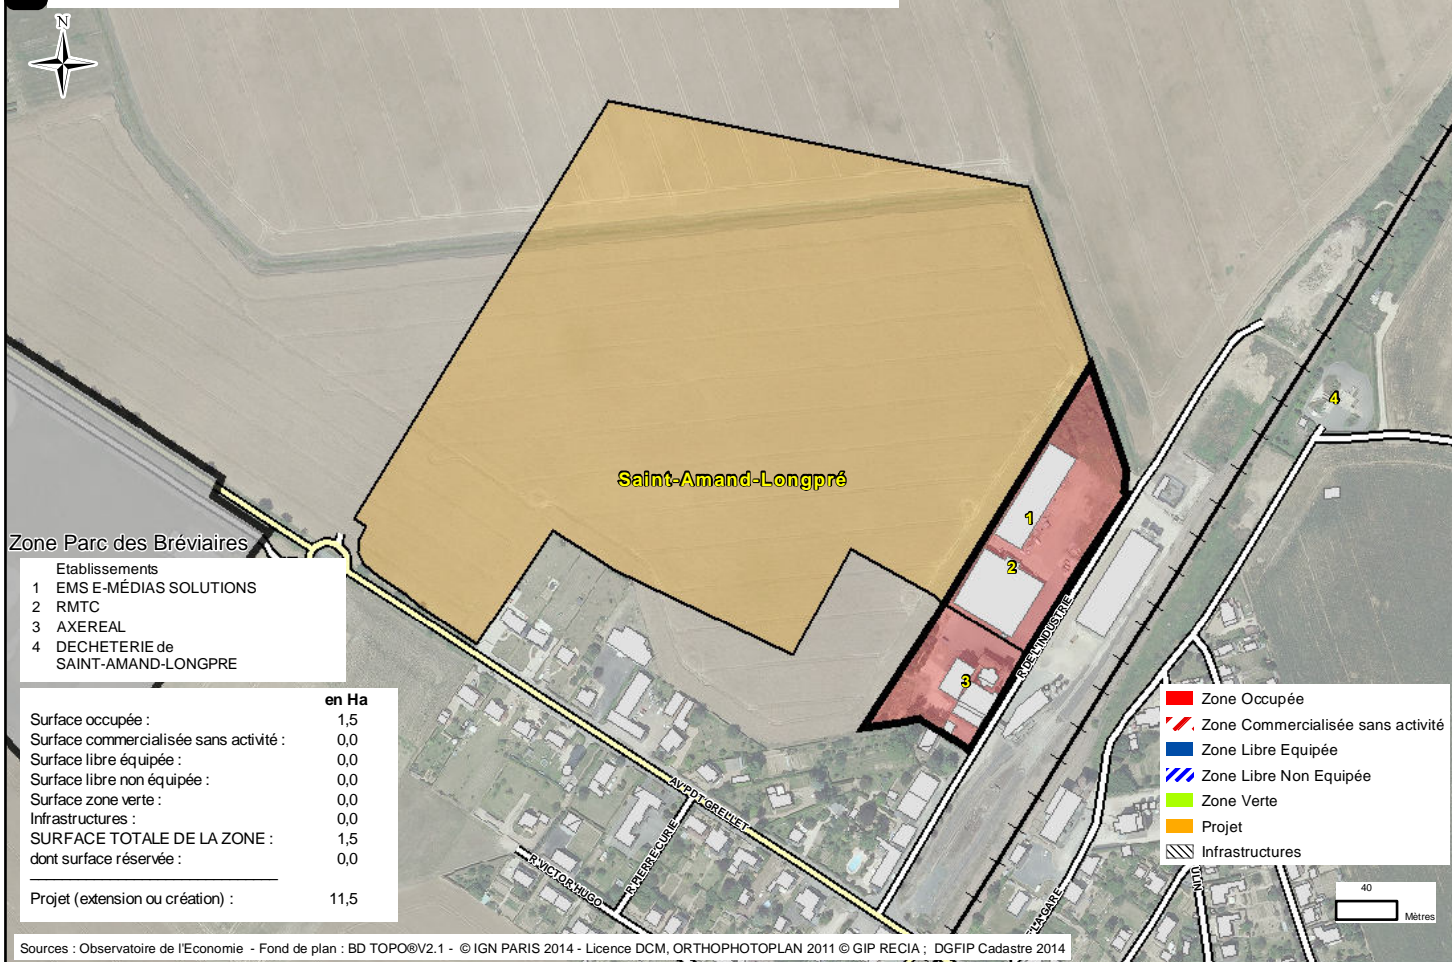 N
Saint-Amand-Longpré
1
2
3
4
Zone Parc des Bréviaires
Etablissements
1 EMS E-MÉDIAS SOLUTIONS
2 RMTC
3 AXEREAL
4 DECHETERIE de
SAINT-AMAND-LONGPRE
en Ha
Surface occupée : 1,5
Surface commercialisée sans activité : 0,0
Surface libre équipée : 0,0
Surface libre non équipée : 0,0
Surface zone verte : 0,0
Infrastructures : 0,0
SURFACE TOTALE DE LA ZONE : 1,5
dont surface réservée : 0,0
Projet (extension ou création) : 11,5
R DE L'INDUSTRIE
AV PDT GRELLET
R PIERRE CURIE
R VICTOR HUGO
E LA GARE
ULIN
Zone Occupée
Zone Commercialisée sans activité
Zone Libre Equipée
Zone Libre Non Equipée
Zone Verte
Projet
Infrastructures
40
Mètres
Sources : Observatoire de l'Economie - Fond de plan : BD TOPO®V2.1 - © IGN PARIS 2014 - Licence DCM, ORTHOPHOTOPLAN 2011 © GIP RECIA ; DGFIP Cadastre 2014